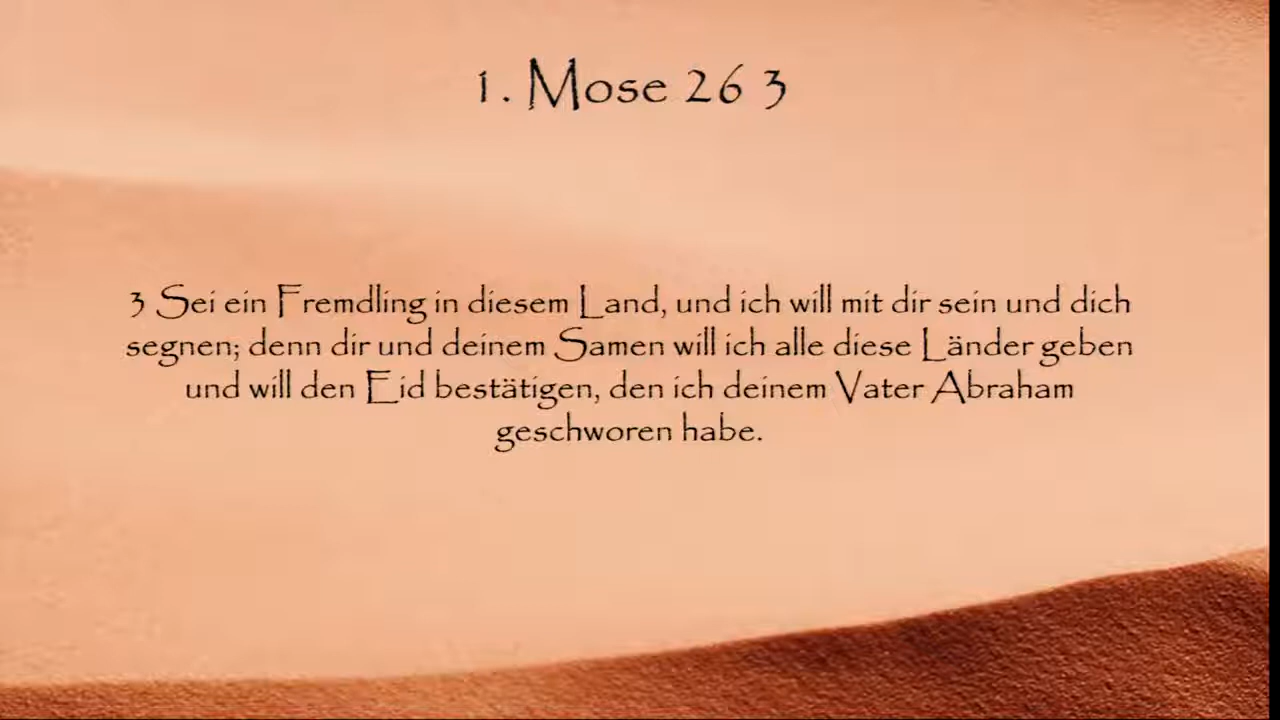 1. Mose 26 3
3 Sei ein Fremdling in diesem Land, und ich will mit dir sein und dich
segnen; denn dir und deinem Samen will ich alle diese Länder geben
und will den Eid bestätigen, den ich deinem Vater Abraham
geschworen habe.